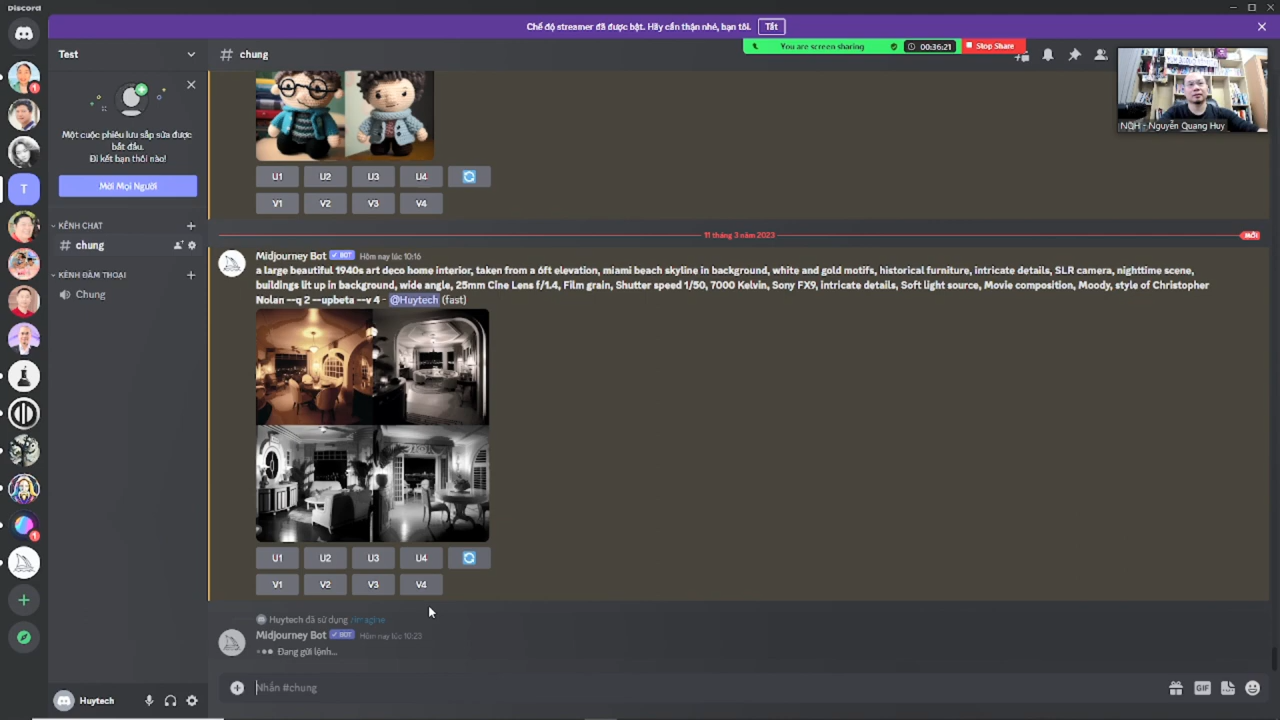 Discord
Chế độ streamer đã được bật. Hãy cẩn thận nhé, bạn tôi.
Tắt
Test
chung
You are screen sharing
00:36:21
Stop Share
NQH - Nguyễn Quang Huy
Một cuộc phiêu lưu sắp sửa được
bắt đầu.
Đi kết bạn thôi nào!
Mời Mọi Người
KÊNH CHAT
chung
KÊNH ĐÀM THOẠI
Chung
U1 U2 U3 U4
V1 V2 V3 V4
11 tháng 3 năm 2023
MỚI
Midjourney Bot BOT Hôm nay lúc 10:16
a large beautiful 1940s art deco home interior, taken from a 6ft elevation, miami beach skyline in background, white and gold motifs, historical furniture, intricate details, SLR camera, nighttime scene,
buildings lit up in background, wide angle, 25mm Cine Lens f/1.4, Film grain, Shutter speed 1/50, 7000 Kelvin, Sony FX9, intricate details, Soft light source, Movie composition, Moody, style of Christopher
Nolan --q 2 --upbeta --v 4 - @Huytech (fast)
U1 U2 U3 U4
V1 V2 V3 V4
Huytech đã sử dụng /imagine
Midjourney Bot BOT Hôm nay lúc 10:23
Đang gửi lệnh...
Nhắn #chung
GIF
Huytech
T
1
1